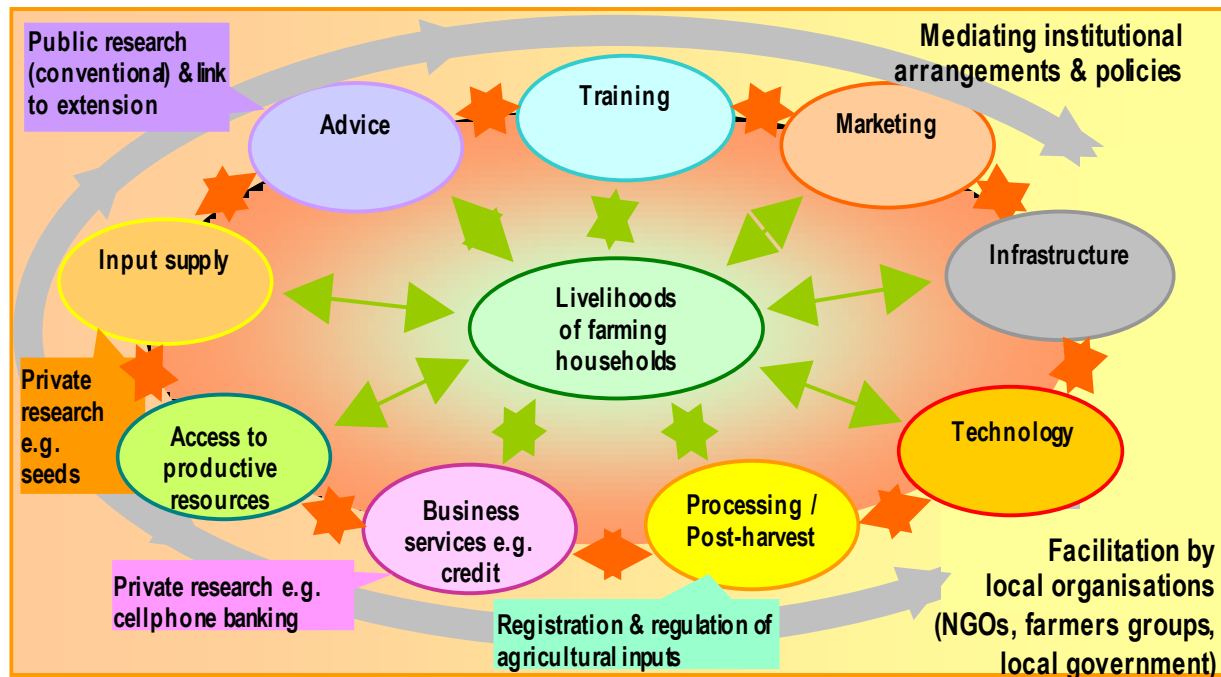 Public research
(conventional) & link
to extension
Mediating institutional
arrangements & policies
Training
Advice
Marketing
Input supply
Infrastructure
Livelihoods
of farming
households
Private
research
e.g.
seeds
Access to
productive
resources
Technology
Business
services e.g.
credit
Processing /
Post-harvest
Private research e.g.
cellphone banking
Registration & regulation of
agricultural inputs
Facilitation by
local organisations
(NGOs, farmers groups,
local government)